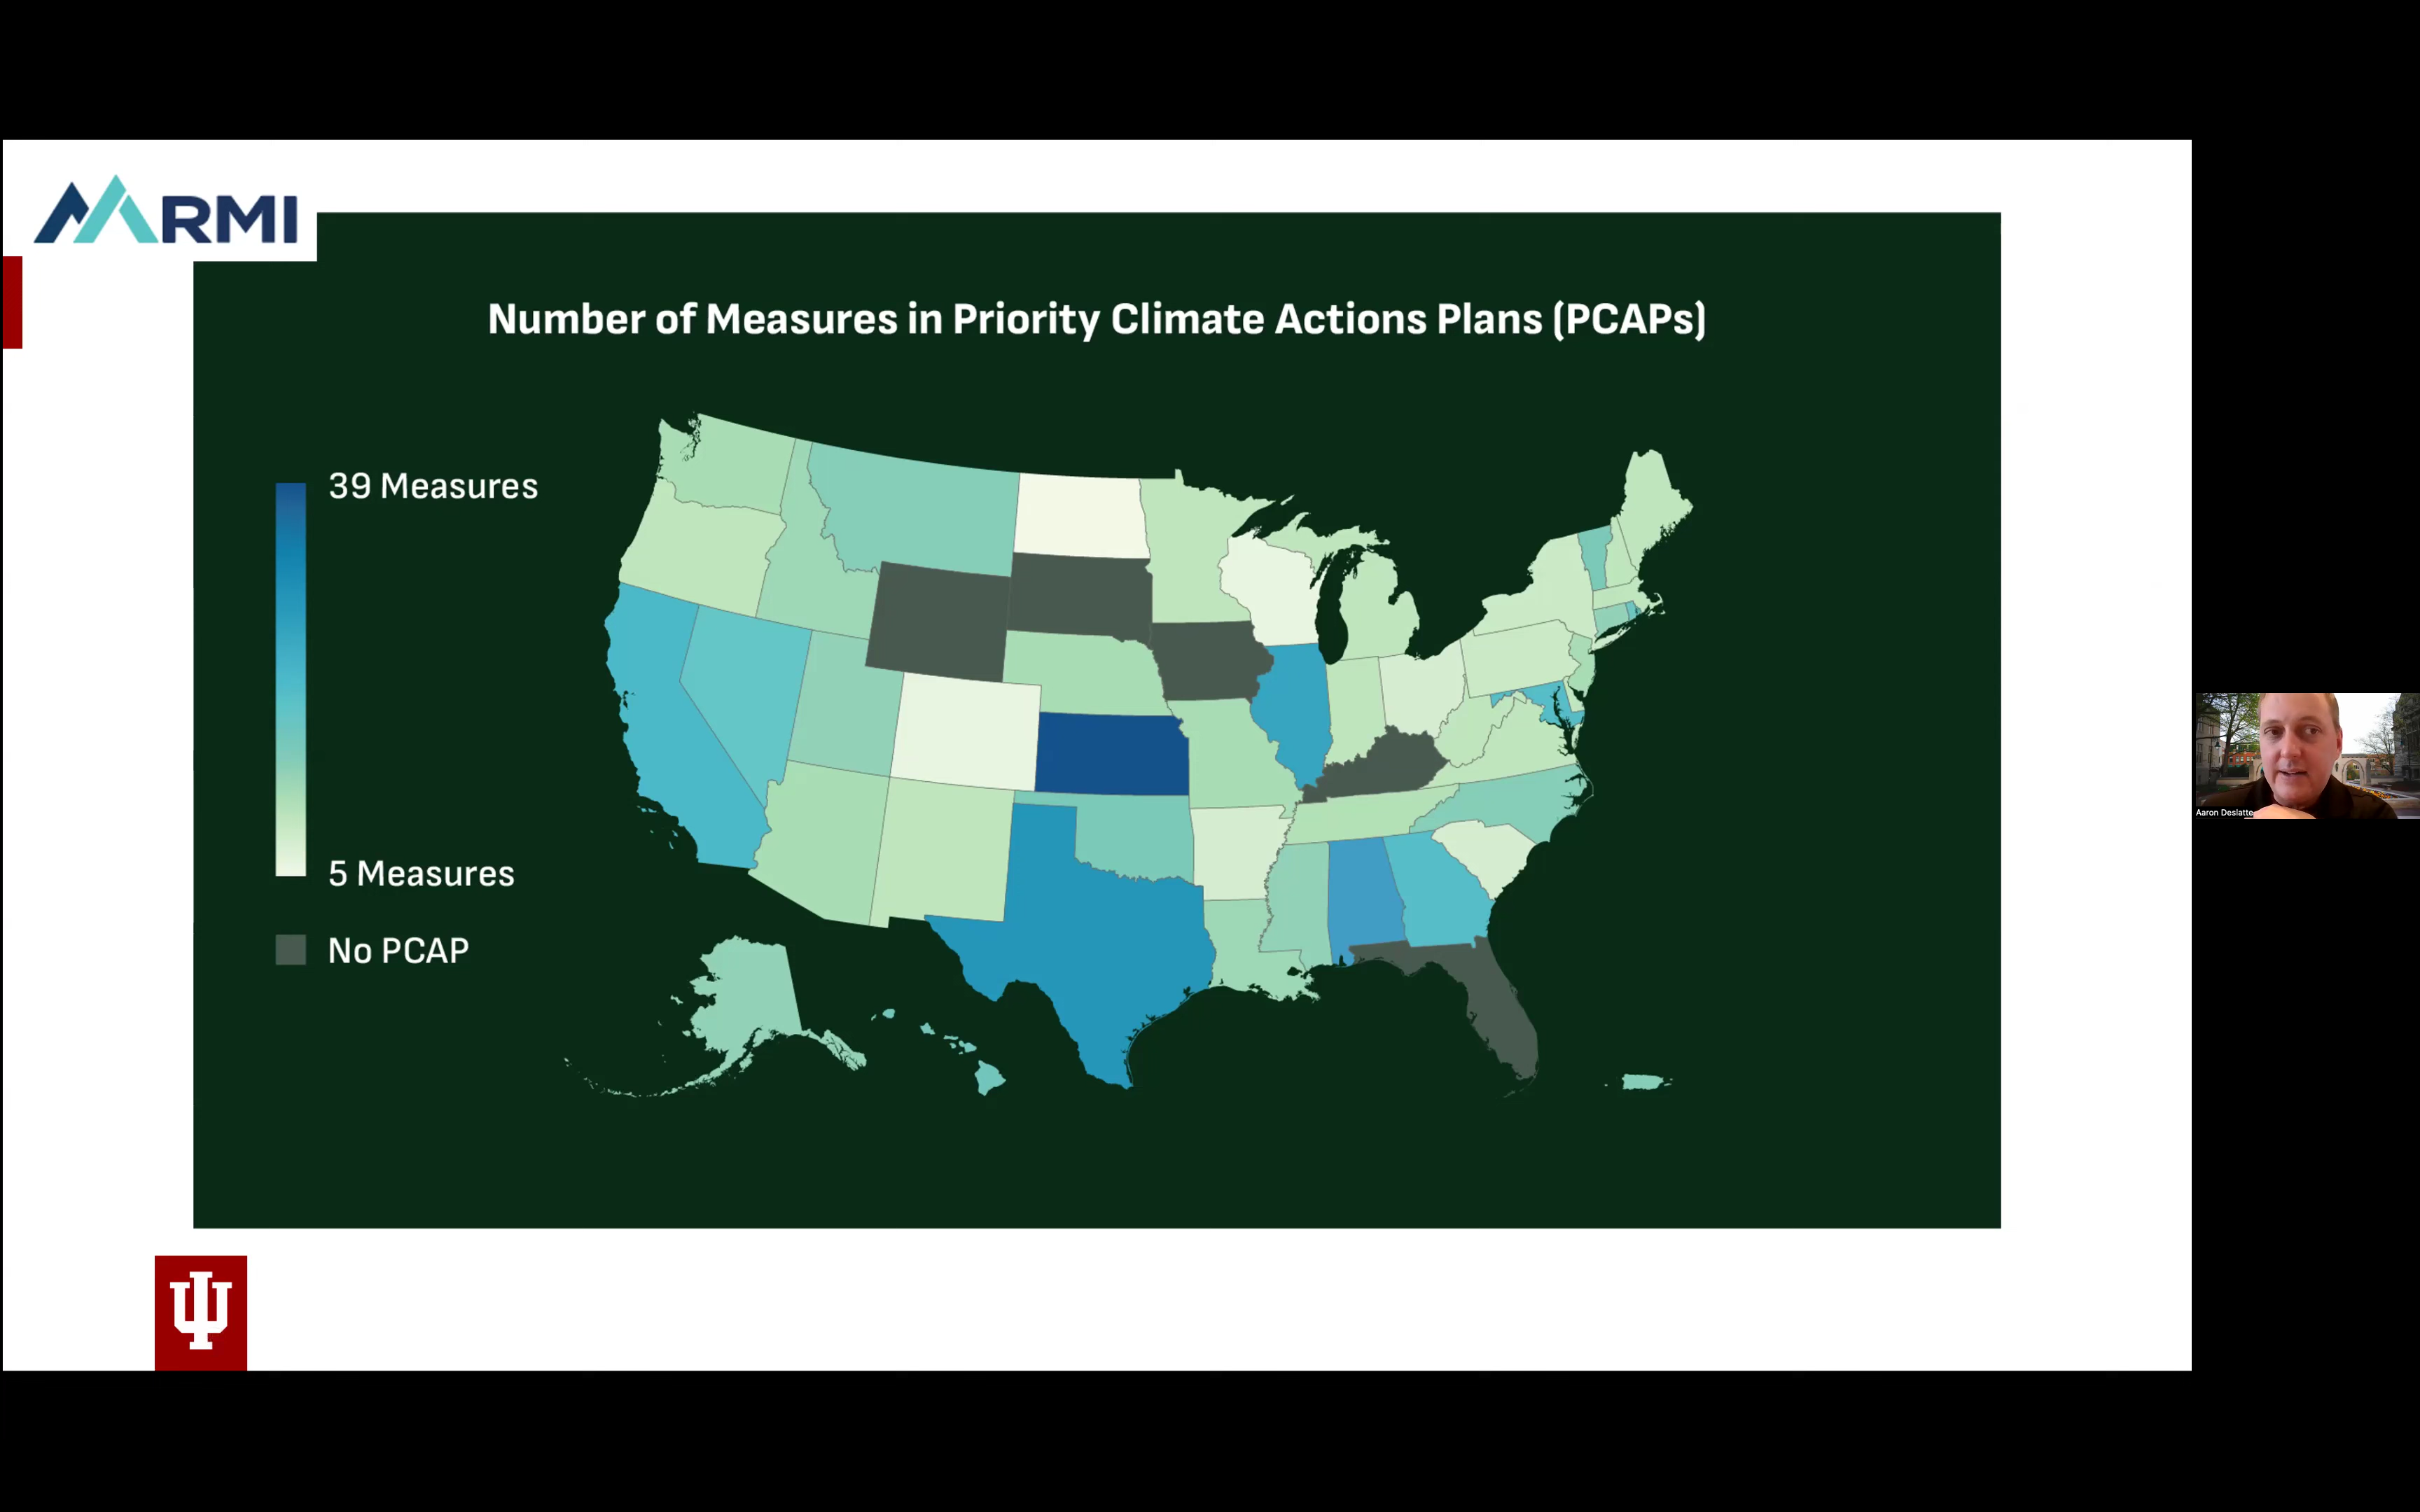 RMI
Number of Measures in Priority Climate Actions Plans (PCAPs)
39 Measures
5 Measures
No PCAP
Aaron Deslatte